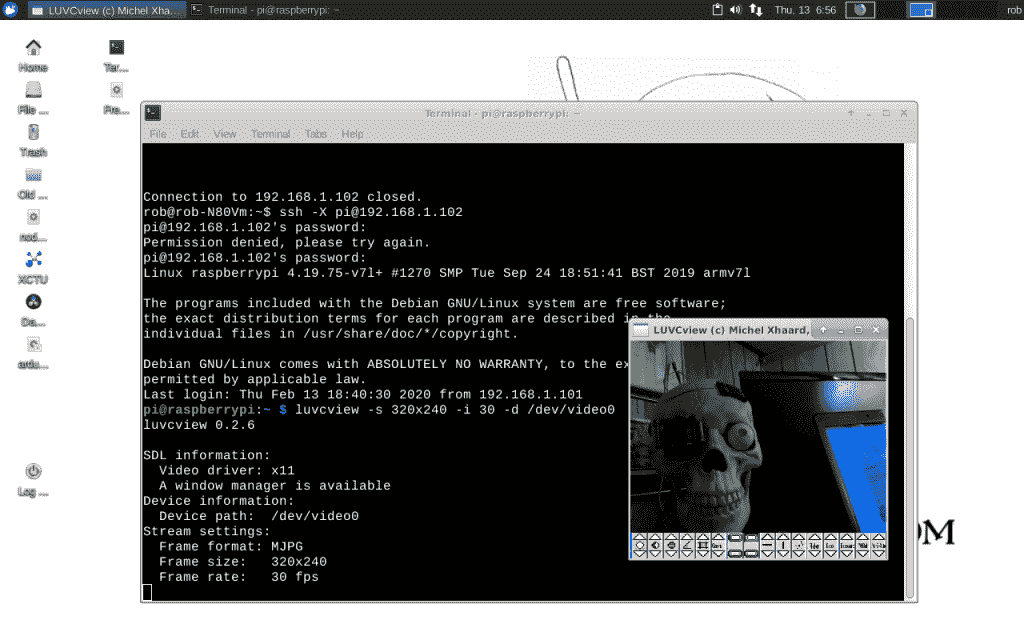 LUVCview (c) Michel Xha... Terminal - pi@raspberrypi: ~ Thu, 13 6:56 rob
Home Ter...
File ... Fre...
Trash
Old ...
nod...
XCTU
Da...
ardu...
Log ...
Terminal - pi@raspberrypi: ~
File Edit View Terminal Tabs Help
Connection to 192.168.1.102 closed.
rob@rob-N80Vm:~$ ssh -X pi@192.168.1.102
pi@192.168.1.102's password:
Permission denied, please try again.
pi@192.168.1.102's password:
Linux raspberrypi 4.19.75-v7l+ #1270 SMP Tue Sep 24 18:51:41 BST 2019 armv7l
The programs included with the Debian GNU/Linux system are free software;
the exact distribution terms for each program are described in the
individual files in /usr/share/doc/*/copyright.
Debian GNU/Linux comes with ABSOLUTELY NO WARRANTY, to the ex
permitted by applicable law.
Last login: Thu Feb 13 18:40:30 2020 from 192.168.1.101
pi@raspberrypi:~ $ luvcview -s 320x240 -i 30 -d /dev/video0
luvcview 0.2.6
SDL information:
Video driver: x11
A window manager is available
Device information:
Device path: /dev/video0
Stream settings:
Frame format: MJPG
Frame size: 320x240
Frame rate: 30 fps
LUVCview (c) Michel Xhaard,
OM